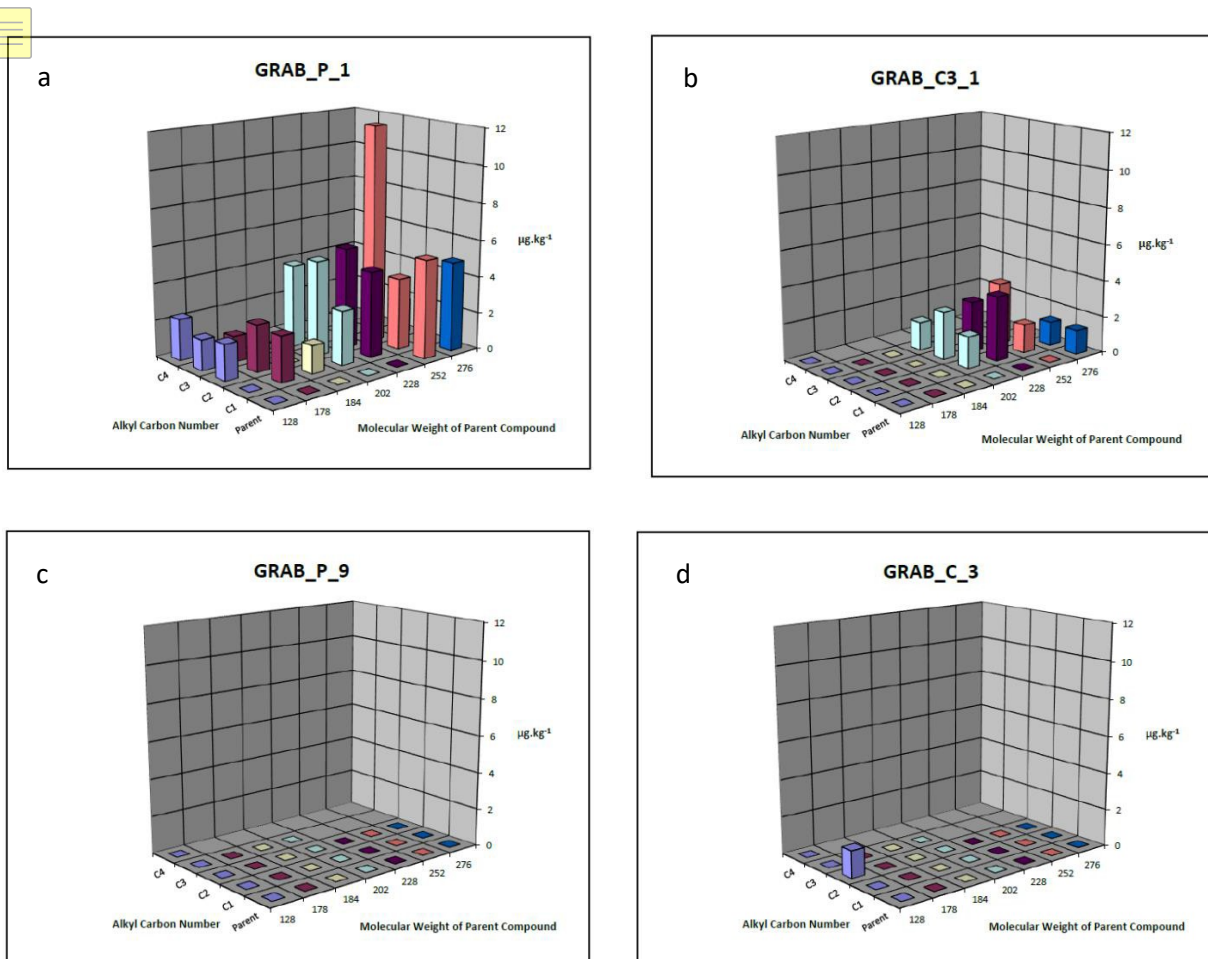 a
GRAB_P_1
12
10
8
6
4
2
0
µg.kg⁻¹
C4
C3
C2
C1
Parent
128
178
184
202
228
252
276
Alkyl Carbon Number
Molecular Weight of Parent Compound
b
GRAB_C3_1
12
10
8
6
4
2
0
µg.kg⁻¹
C4
C3
C2
C1
Parent
128
178
184
202
228
252
276
Alkyl Carbon Number
Molecular Weight of Parent Compound
c
GRAB_P_9
12
10
8
6
4
2
0
µg.kg⁻¹
C4
C3
C2
C1
Parent
128
178
184
202
228
252
276
Alkyl Carbon Number
Molecular Weight of Parent Compound
d
GRAB_C_3
12
10
8
6
4
2
0
µg.kg⁻¹
C4
C3
C2
C1
Parent
128
178
184
202
228
252
276
Alkyl Carbon Number
Molecular Weight of Parent Compound